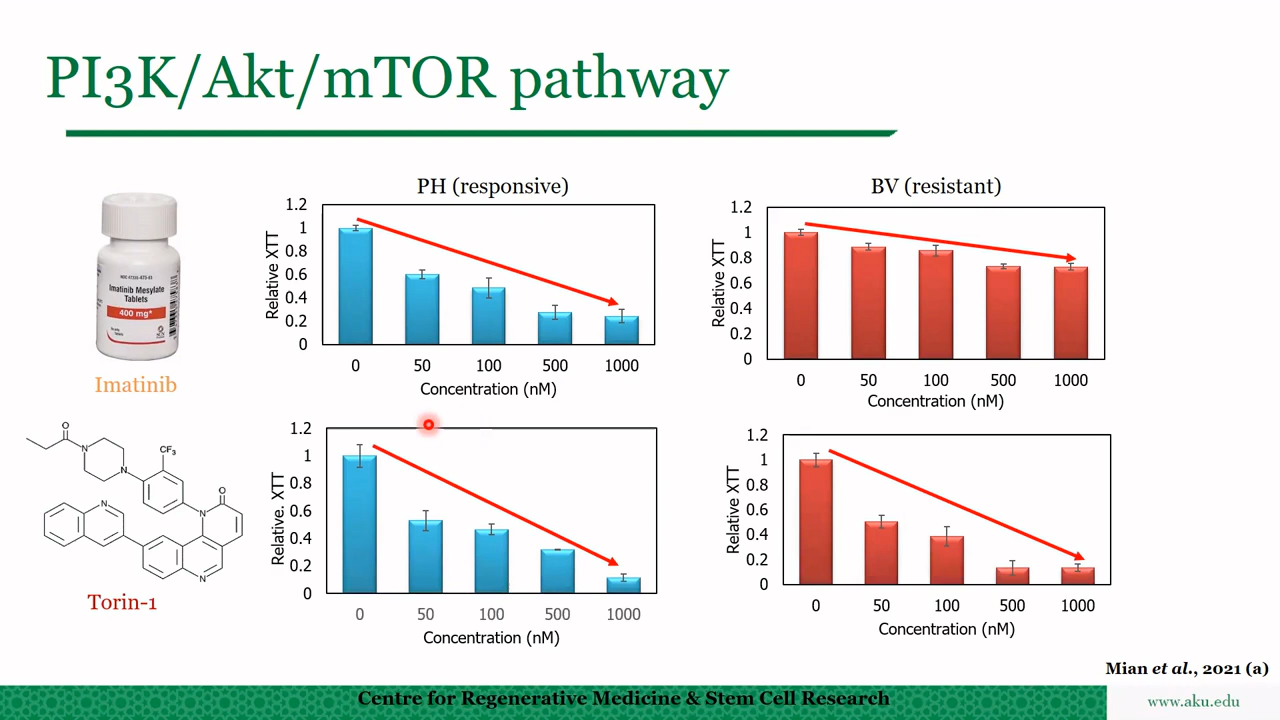 PI3K/Akt/mTOR pathway
PH (responsive)
1.2
1
0.8
0.6
0.4
0.2
0
Relative XTT
0 50 100 500 1000
Concentration (nM)
BV (resistant)
1.2
1
0.8
0.6
0.4
0.2
0
Relative XTT
0 50 100 500 1000
Concentration (nM)
Imatinib Mesylate
Tablets
400 mg*
Imatinib
1.2
1
0.8
0.6
0.4
0.2
0
Relative. XTT
0 50 100 500 1000
Concentration (nM)
1.2
1
0.8
0.6
0.4
0.2
0
Relative XTT
0 50 100 500 1000
Concentration (nM)
O
N
N
CF3
O
N
N
N
Torin-1
Mian et al., 2021 (a)
Centre for Regenerative Medicine & Stem Cell Research
www.aku.edu